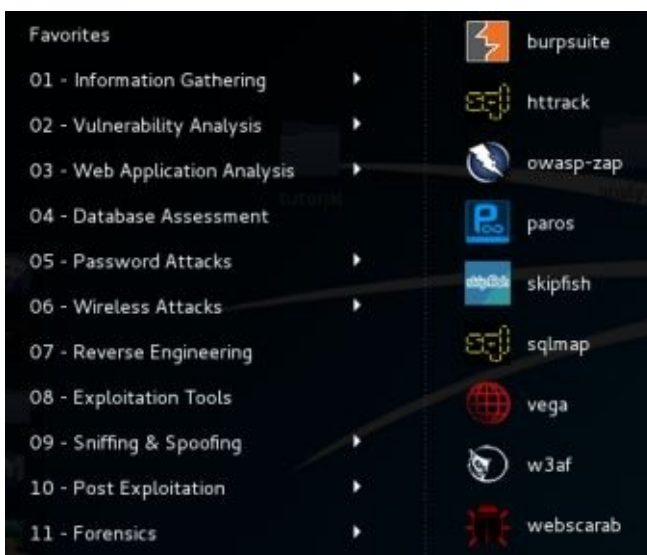 Favorites
01 - Information Gathering
02 - Vulnerability Analysis
03 - Web Application Analysis
04 - Database Assessment
05 - Password Attacks
06 - Wireless Attacks
07 - Reverse Engineering
08 - Exploitation Tools
09 - Sniffing & Spoofing
10 - Post Exploitation
11 - Forensics
burpsuite
httrack
owasp-zap
paros
skipfish
sqlmap
vega
w3af
webscarab
tutorial